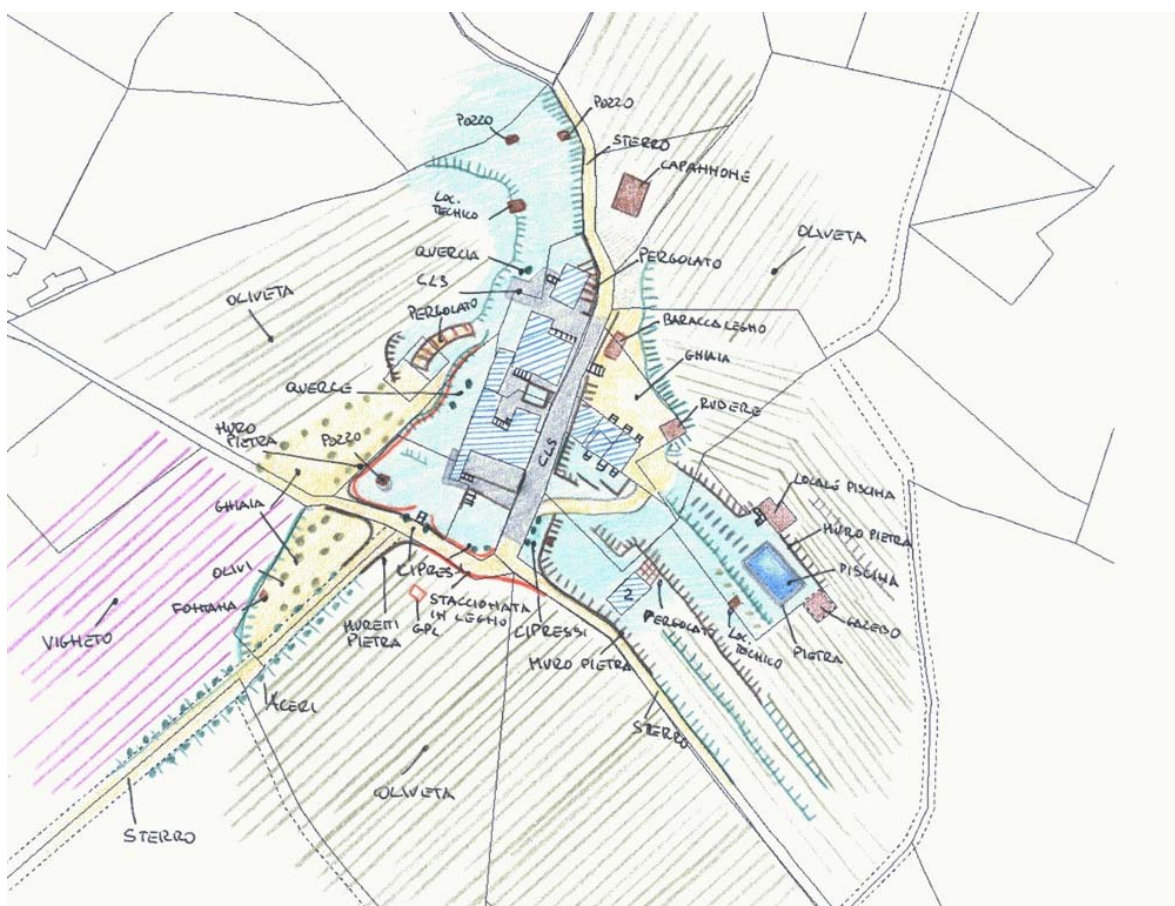 POZZO
POZZO
STERRO
CAPANNONE
LOC.
TECNICO
OLIVETA
QUERCIA
PERGOLATO
CLS
OLIVETA
PERGOLATO
BARACCA LEGNO
GHIAIA
QUERCE
RUDERE
MURO
PIETRA
POZZO
CLS
GHIAIA
LOCALE PISCINA
MURO PIETRA
OLIVI
CIPRESSI
PISCINA
FONTANA
STACCIONATA
IN LEGNO
2
GAZEBO
VIGNETO
MURETTI
PIETRA
GPL
CIPRESSI
PERGOLATO
LOC.
TECNICO
PIETRA
MURO PIETRA
ACERI
STERRO
OLIVETA
STERRO